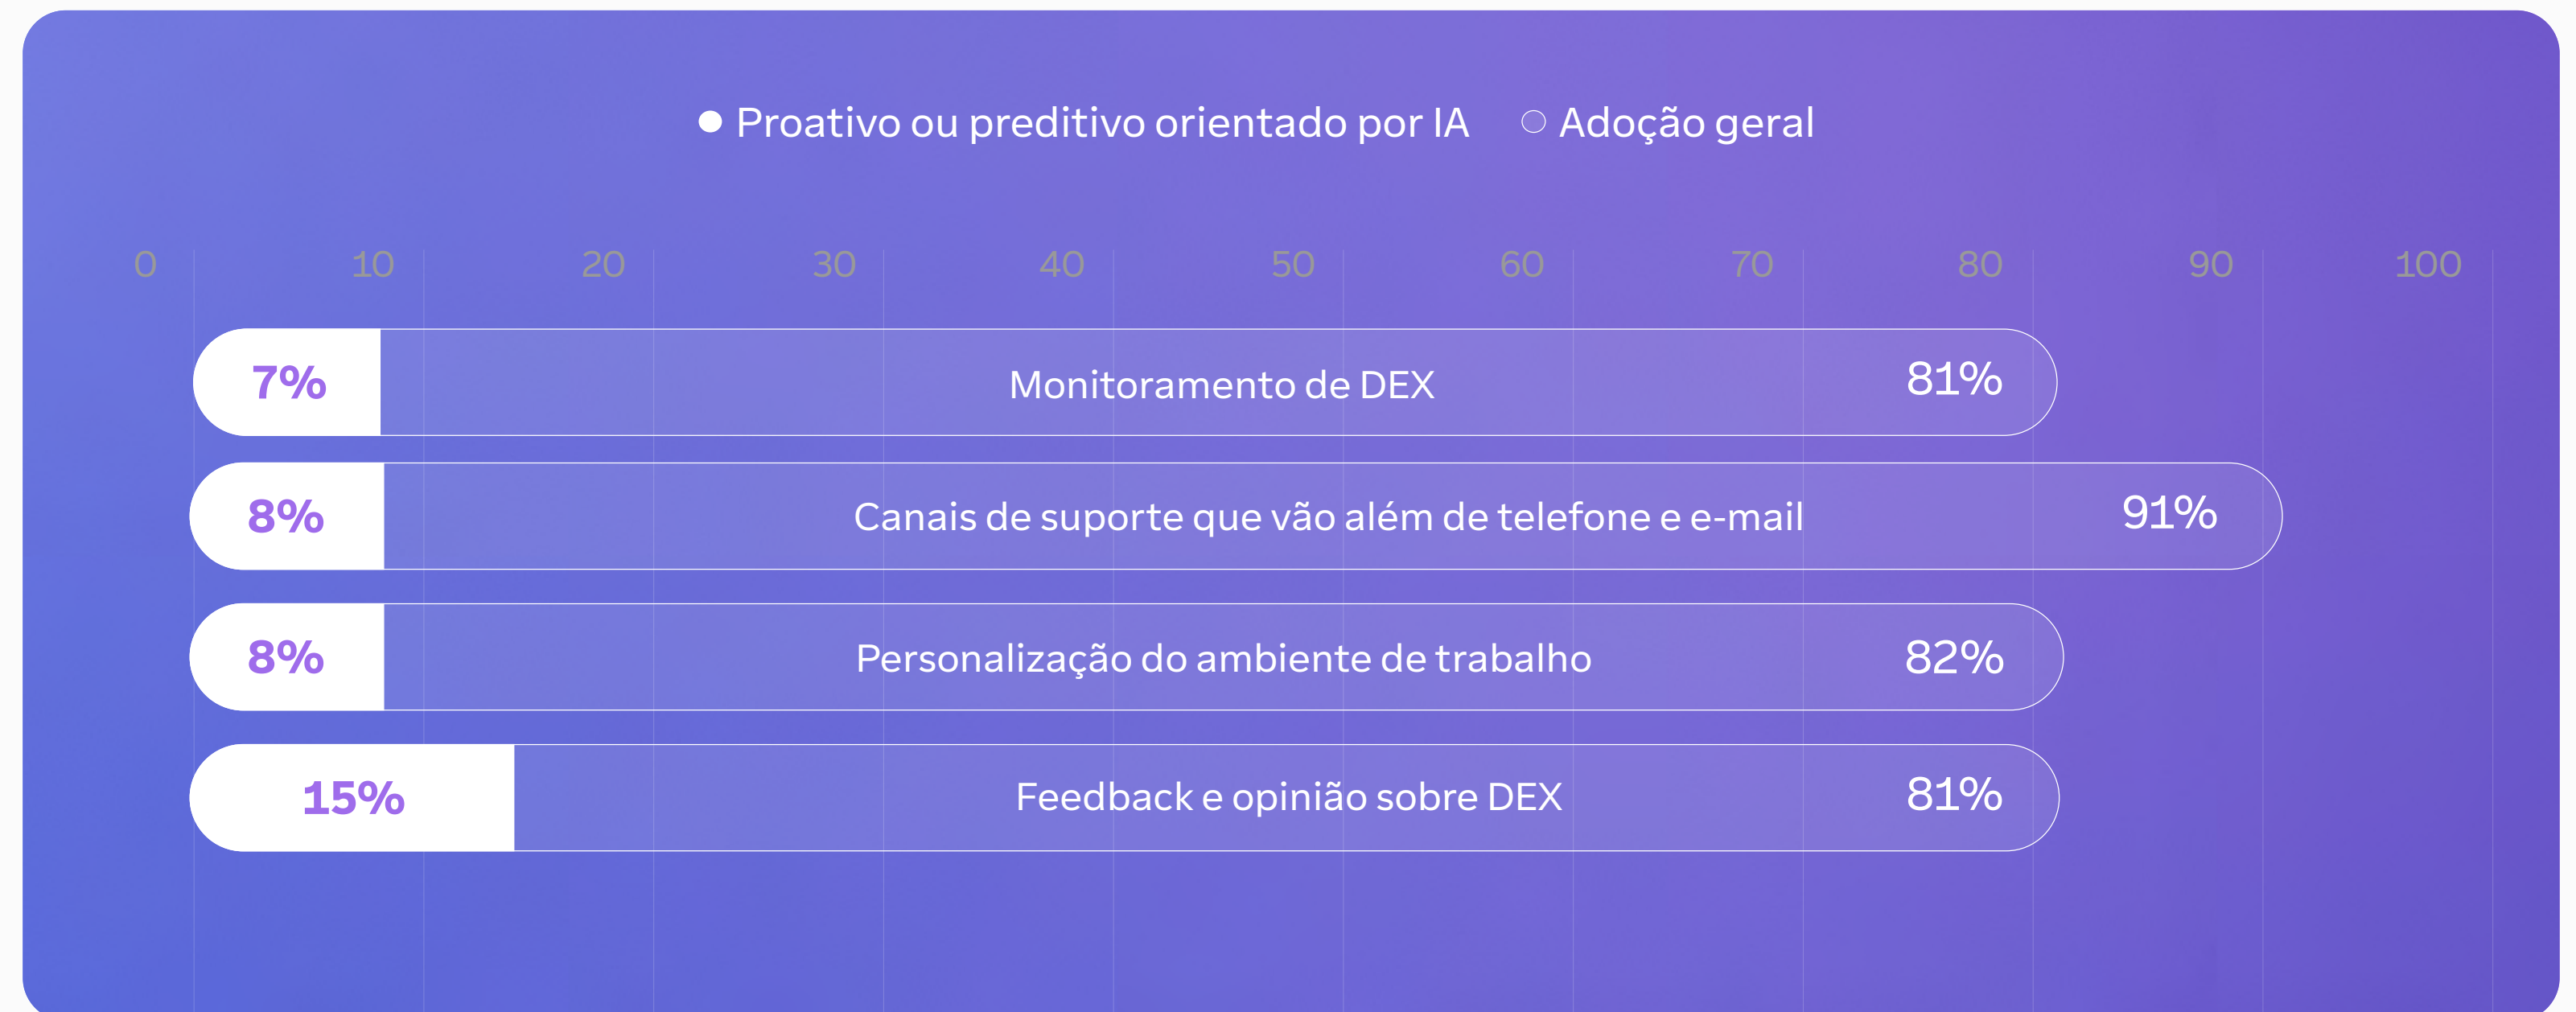 Proativo ou preditivo orientado por IA Adoção geral
0 10 20 30 40 50 60 70 80 90 100
7% Monitoramento de DEX 81%
8% Canais de suporte que vão além de telefone e e-mail 91%
8% Personalização do ambiente de trabalho 82%
15% Feedback e opinião sobre DEX 81%